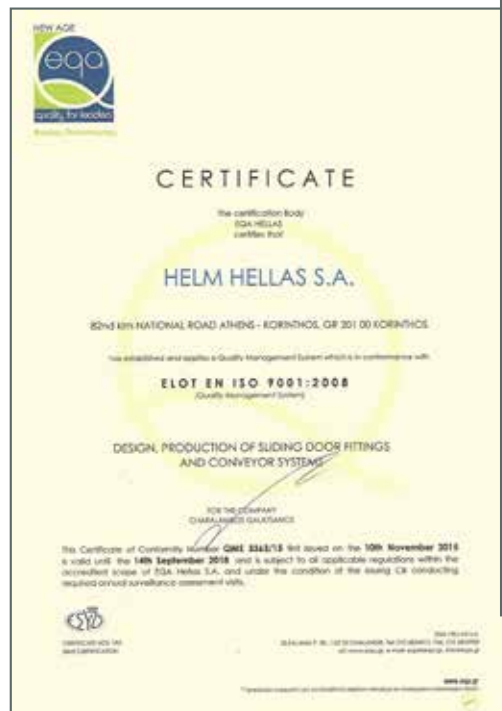 NEW AGE
eqa
quality for leaders
CERTIFICATE
The certification Body
EQA HELLAS
certifies that
HELM HELLAS S.A.
82nd km NATIONAL ROAD ATHENS - KORINTHOS, GR 201 00 KORINTHOS
has established and applies a Quality Management System which is in conformance with
ELOT EN ISO 9001:2008
(Quality Management System)
DESIGN, PRODUCTION OF SLIDING DOOR FITTINGS
AND CONVEYOR SYSTEMS
FOR THE COMPANY
This Certificate of Conformity Number QMS 3363/15 first issued on the 10th November 2015
is valid until the 14th September 2018 and is subject to all applicable regulations within the
accredited scope of EQA Hellas S.A. and under the condition of the issuing CB conducting
required annual surveillance assessment visits.
www.eqa.gr